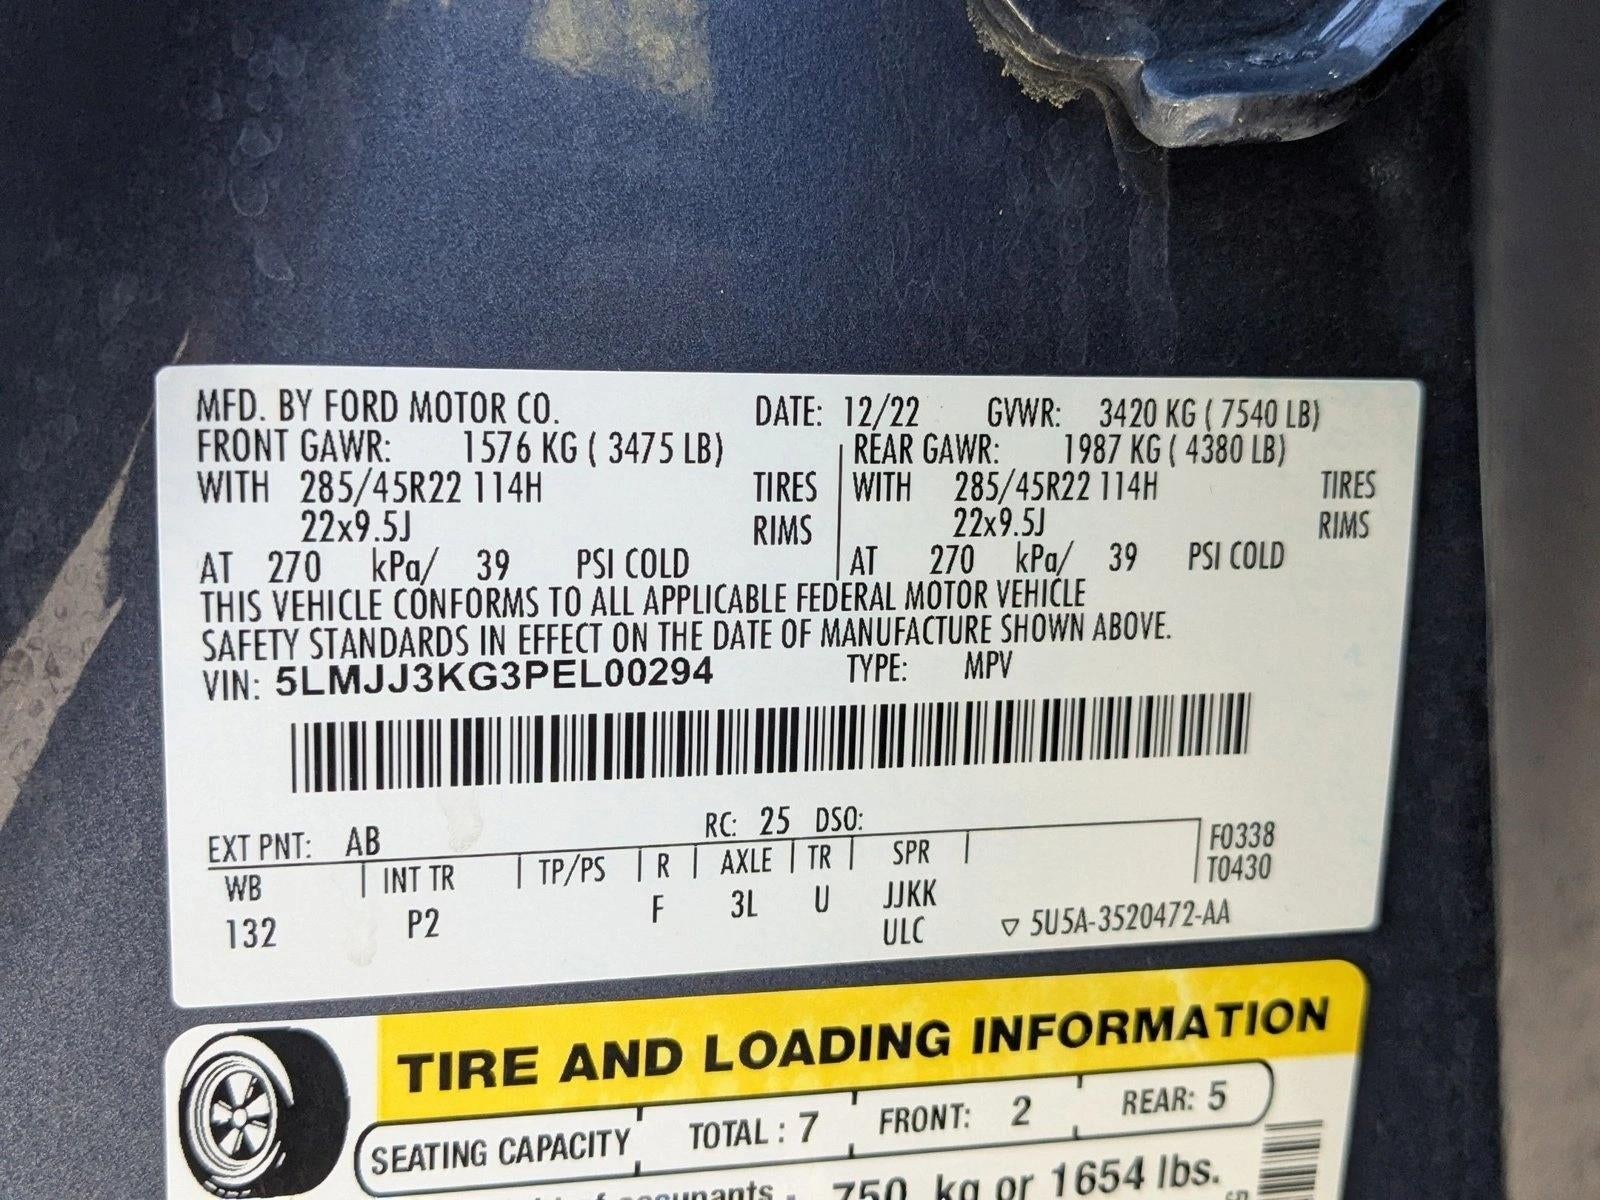 MFD. BY FORD MOTOR CO. DATE: 12/22 GVWR: 3420 KG ( 7540 LB)
FRONT GAWR: 1576 KG ( 3475 LB) REAR GAWR: 1987 KG ( 4380 LB)
WITH 285/45R22 114H TIRES WITH 285/45R22 114H TIRES
22x9.5J RIMS 22x9.5J RIMS
AT 270 kPa/ 39 PSI COLD AT 270 kPa/ 39 PSI COLD
THIS VEHICLE CONFORMS TO ALL APPLICABLE FEDERAL MOTOR VEHICLE
SAFETY STANDARDS IN EFFECT ON THE DATE OF MANUFACTURE SHOWN ABOVE.
VIN: 5LMJJ3KG3PEL00294 TYPE: MPV
EXT PNT: AB RC: 25 DSO:
WB INT TR TP/PS R AXLE TR SPR F0338
T0430
132 P2 F 3L U JJKK
ULC ▽ 5U5A-3520472-AA
TIRE AND LOADING INFORMATION
SEATING CAPACITY TOTAL : 7 FRONT: 2 REAR: 5
750 kg or 1654 lbs.